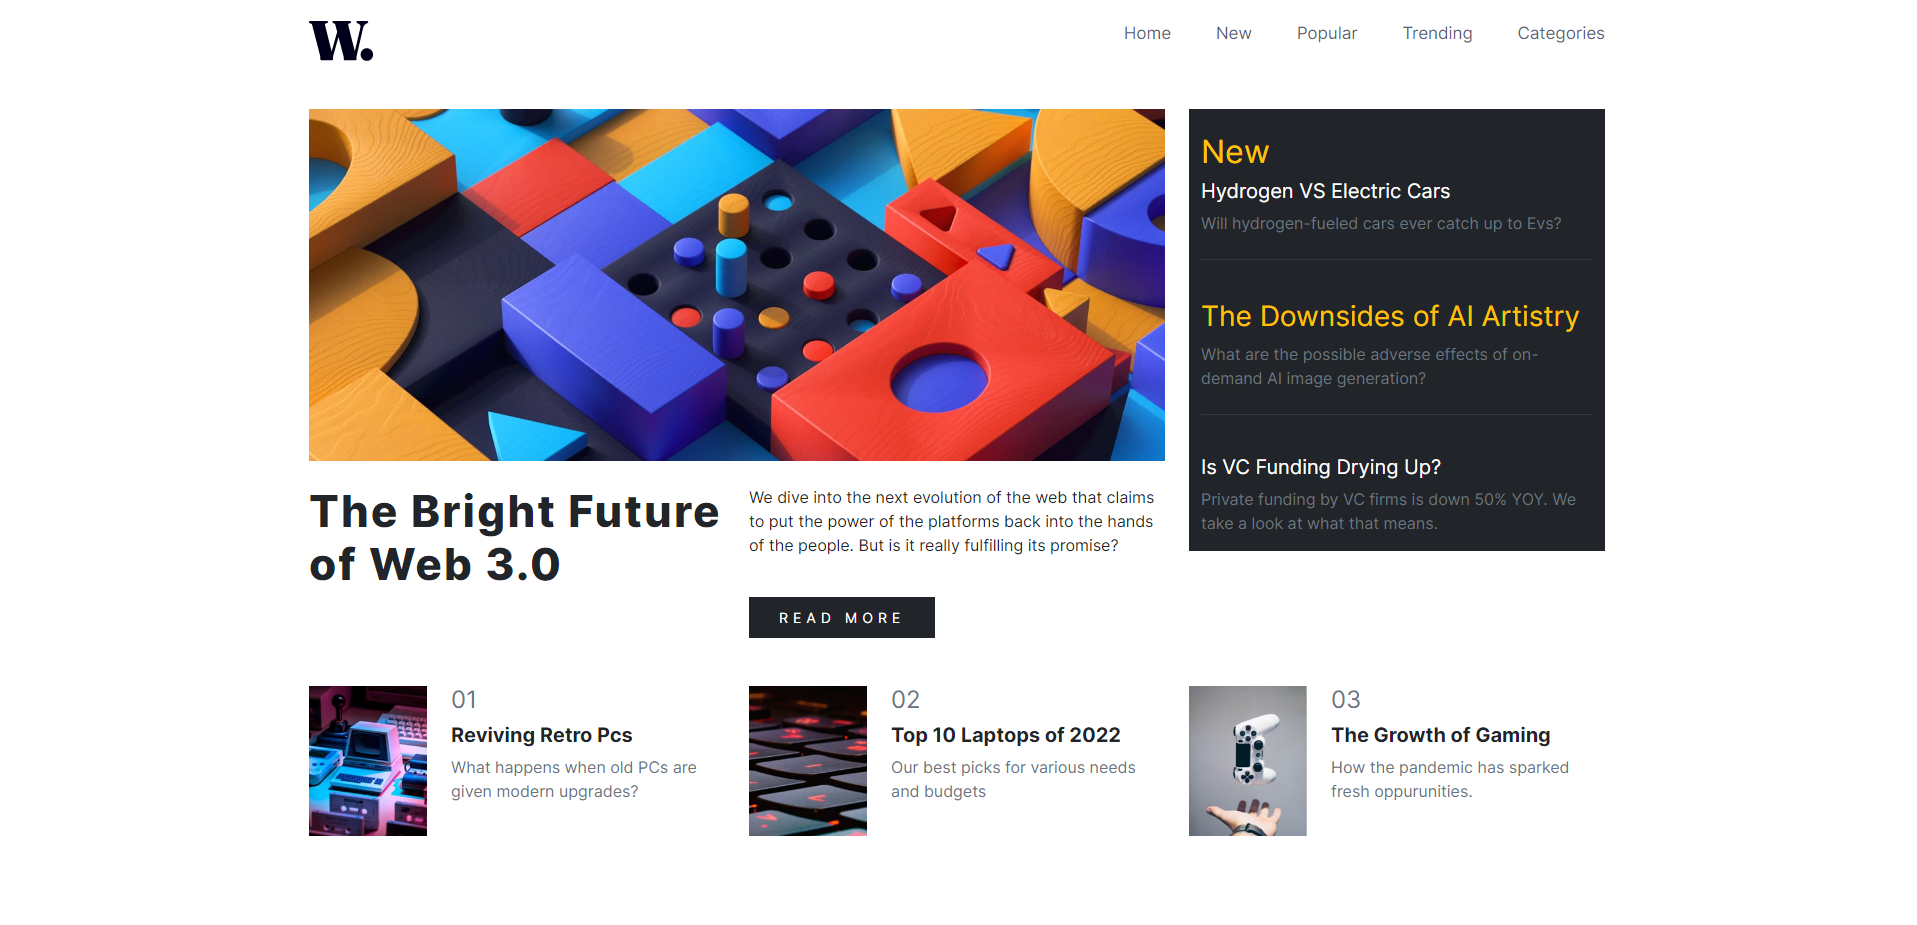 W.
Home New Popular Trending Categories
New
Hydrogen VS Electric Cars
Will hydrogen-fueled cars ever catch up to Evs?
The Downsides of AI Artistry
What are the possible adverse effects of on-
demand AI image generation?
Is VC Funding Drying Up?
Private funding by VC firms is down 50% YOY. We
take a look at what that means.
The Bright Future
of Web 3.0
We dive into the next evolution of the web that claims
to put the power of the platforms back into the hands
of the people. But is it really fulfilling its promise?
READ MORE
01
Reviving Retro Pcs
What happens when old PCs are
given modern upgrades?
02
Top 10 Laptops of 2022
Our best picks for various needs
and budgets
03
The Growth of Gaming
How the pandemic has sparked
fresh oppurunities.